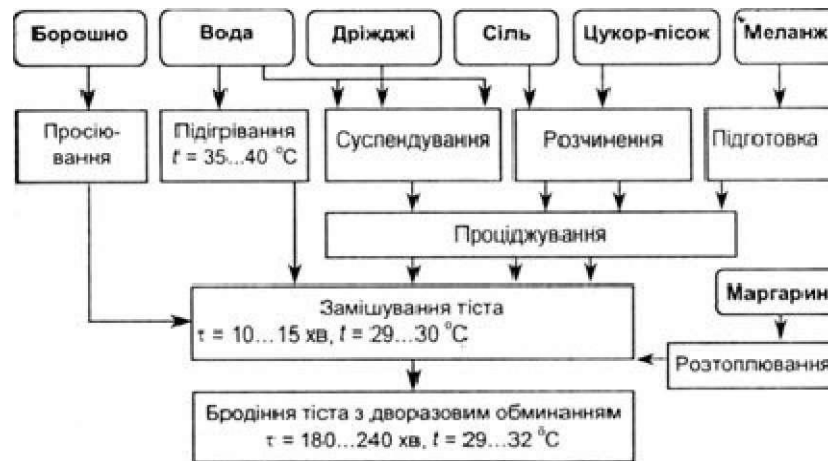 Борошно
Вода
Дріжджі
Сіль
Цукор-пісок
Меланж
Просію-
вання
Підігрівання
t = 35...40 °C
Суспендування
Розчинення
Підготовка
Проціджування
Замішування тіста
τ = 10...15 хв, t = 29...30 °C
Маргарин
Розтоплювання
Бродіння тіста з дворазовим обминанням
τ = 180...240 хв, t = 29...32 °C